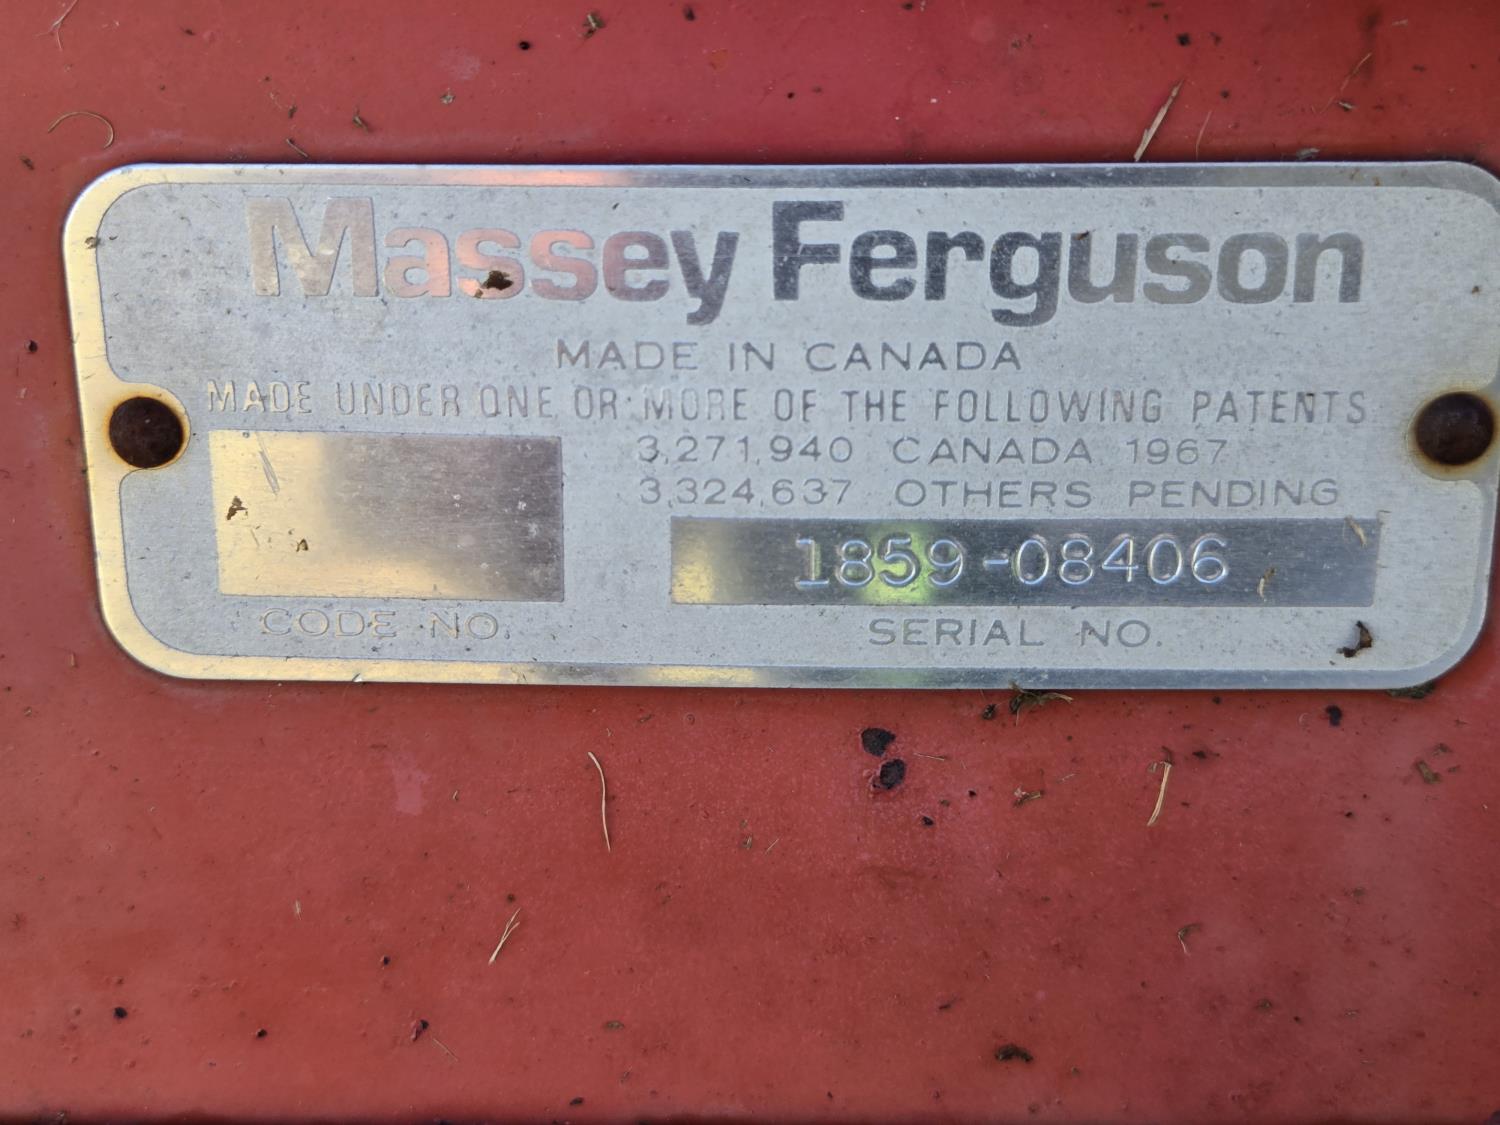 Massey Ferguson
MADE IN CANADA
MADE UNDER ONE OR MORE OF THE FOLLOWING PATENTS
3,271,940 CANADA 1967
3,324,637 OTHERS PENDING
1859-08406
CODE NO. SERIAL NO.